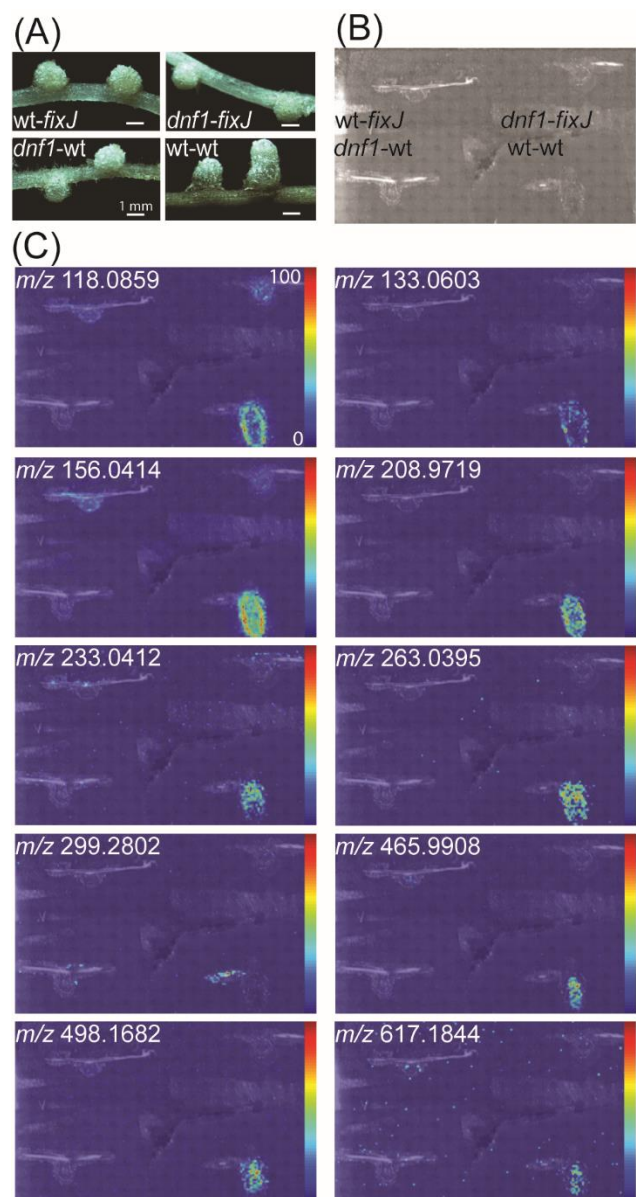 (A)
(B)
wt-fixJ
dnf1-fixJ
dnf1-wt
wt-wt
1 mm
wt-fixJ
dnf1-fixJ
dnf1-wt
wt-wt
(C)
m/z 118.0859
100
0
m/z 133.0603
m/z 156.0414
m/z 208.9719
m/z 233.0412
m/z 263.0395
m/z 299.2802
m/z 465.9908
m/z 498.1682
m/z 617.1844